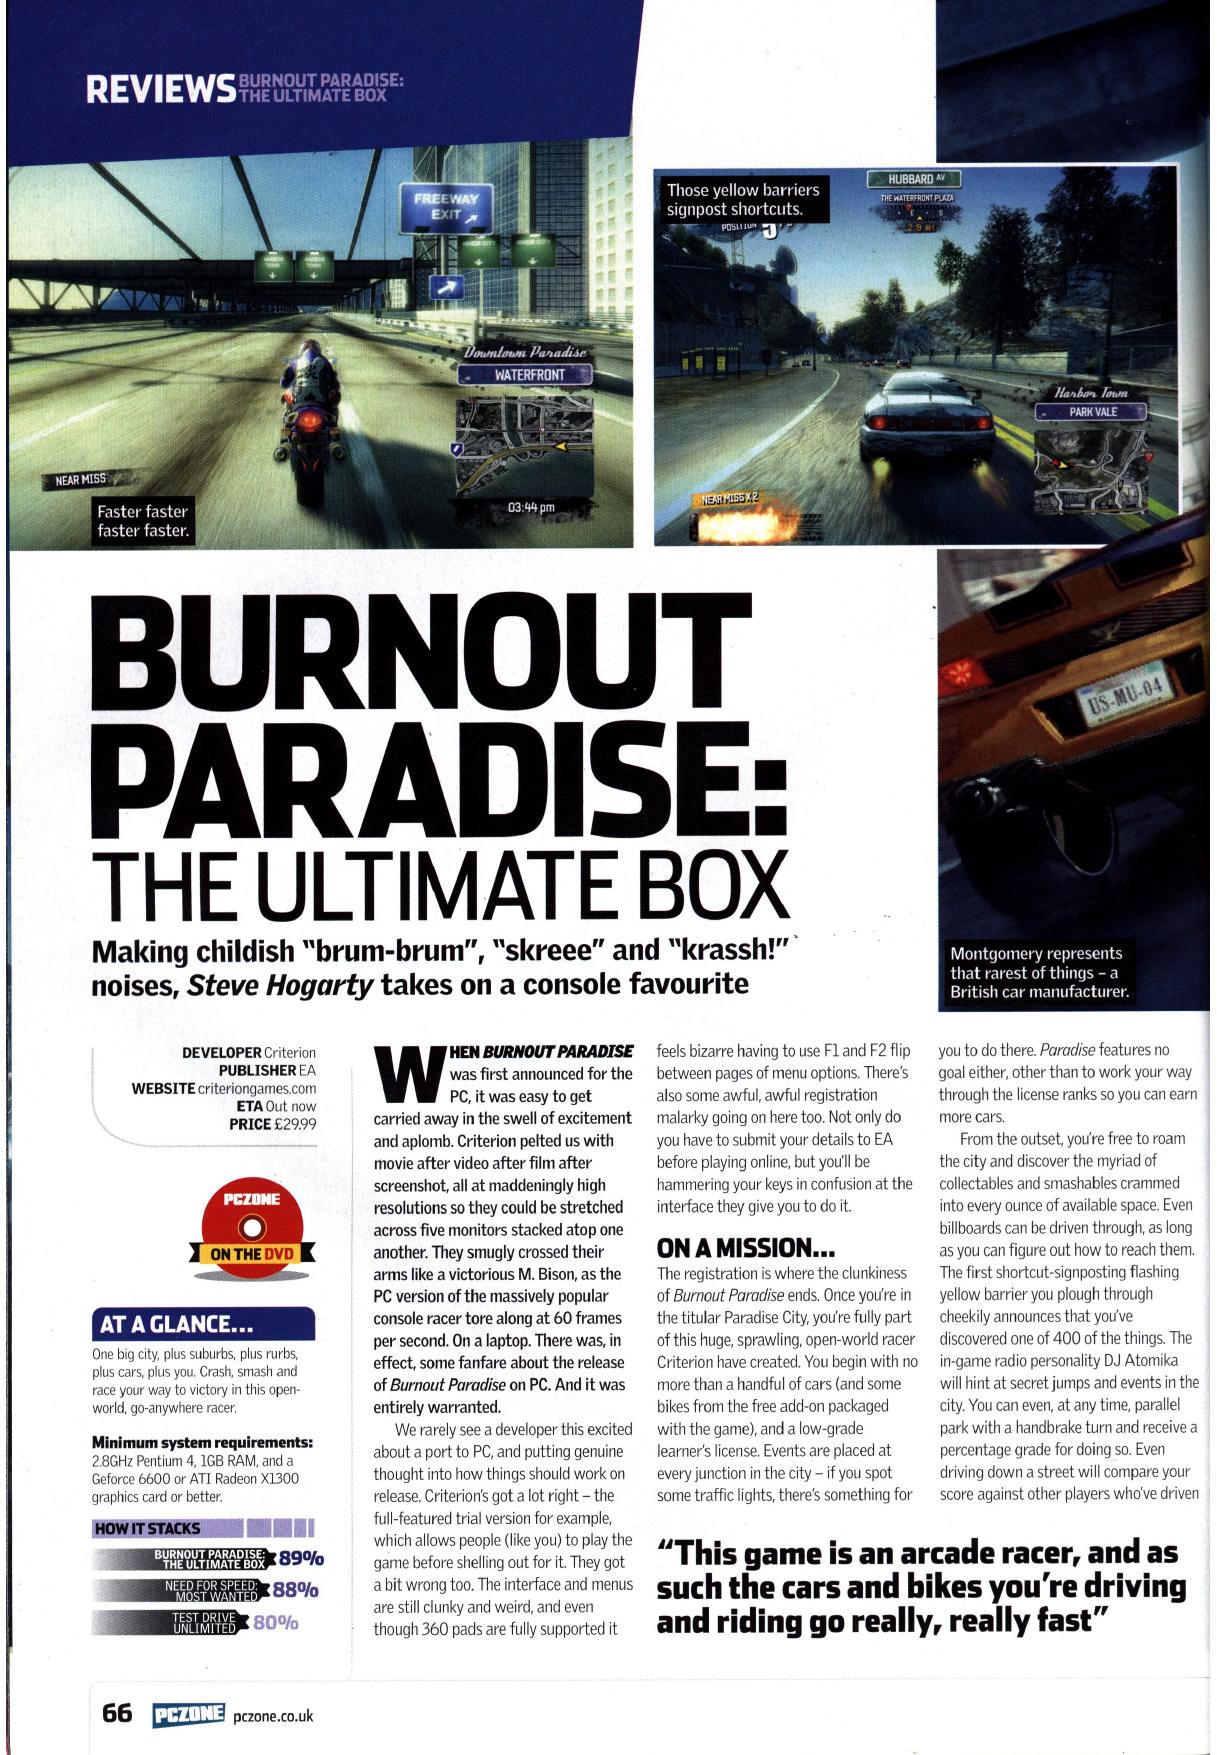 REVIEWS BURNOUT PARADISE:
THE ULTIMATE BOX
FREEWAY
EXIT
Downtown Paradise
WATERFRONT
NEAR MISS
03:44 pm
Faster faster
faster faster.
Those yellow barriers
signpost shortcuts.
HUBBARD AV
THE WATERFRONT PLAZA
2.9 mi
POSITION
5
Harbor Town
PARK VALE
NEAR MISS X 2
US-MU-04
Montgomery represents
that rarest of things – a
British car manufacturer.
BURNOUT
PARADISE:
THE ULTIMATE BOX
Making childish “brum-brum”, “skreee” and “krassh!”
noises, Steve Hogarty takes on a console favourite
DEVELOPER Criterion
PUBLISHER EA
WEBSITE criteriongames.com
ETA Out now
PRICE £29.99
PCZONE
ON THE DVD
AT A GLANCE...
One big city, plus suburbs, plus rurbs,
plus cars, plus you. Crash, smash and
race your way to victory in this open-
world, go-anywhere racer.
Minimum system requirements:
2.8GHz Pentium 4, 1GB RAM, and a
Geforce 6600 or ATI Radeon X1300
graphics card or better.
HOW IT STACKS
BURNOUT PARADISE:
THE ULTIMATE BOX 89%
NEED FOR SPEED:
MOST WANTED 88%
TEST DRIVE
UNLIMITED 80%
WHEN BURNOUT PARADISE
was first announced for the
PC, it was easy to get
carried away in the swell of excitement
and aplomb. Criterion pelted us with
movie after video after film after
screenshot, all at maddeningly high
resolutions so they could be stretched
across five monitors stacked atop one
another. They smugly crossed their
arms like a victorious M. Bison, as the
PC version of the massively popular
console racer tore along at 60 frames
per second. On a laptop. There was, in
effect, some fanfare about the release
of Burnout Paradise on PC. And it was
entirely warranted.
We rarely see a developer this excited
about a port to PC, and putting genuine
thought into how things should work on
release. Criterion's got a lot right – the
full-featured trial version for example,
which allows people (like you) to play the
game before shelling out for it. They got
a bit wrong too. The interface and menus
are still clunky and weird, and even
though 360 pads are fully supported it
feels bizarre having to use F1 and F2 flip
between pages of menu options. There's
also some awful, awful registration
malarky going on here too. Not only do
you have to submit your details to EA
before playing online, but you'll be
hammering your keys in confusion at the
interface they give you to do it.
ON A MISSION...
The registration is where the clunkiness
of Burnout Paradise ends. Once you're in
the titular Paradise City, you're fully part
of this huge, sprawling, open-world racer
Criterion have created. You begin with no
more than a handful of cars (and some
bikes from the free add-on packaged
with the game), and a low-grade
learner's license. Events are placed at
every junction in the city – if you spot
some traffic lights, there's something for
you to do there. Paradise features no
goal either, other than to work your way
through the license ranks so you can earn
more cars.
From the outset, you're free to roam
the city and discover the myriad of
collectables and smashables crammed
into every ounce of available space. Even
billboards can be driven through, as long
as you can figure out how to reach them.
The first shortcut-signposting flashing
yellow barrier you plough through
cheekily announces that you've
discovered one of 400 of the things. The
in-game radio personality DJ Atomika
will hint at secret jumps and events in the
city. You can even, at any time, parallel
park with a handbrake turn and receive a
percentage grade for doing so. Even
driving down a street will compare your
score against other players who've driven
“This game is an arcade racer, and as
such the cars and bikes you're driving
and riding go really, really fast”
66 PCZONE pczone.co.uk